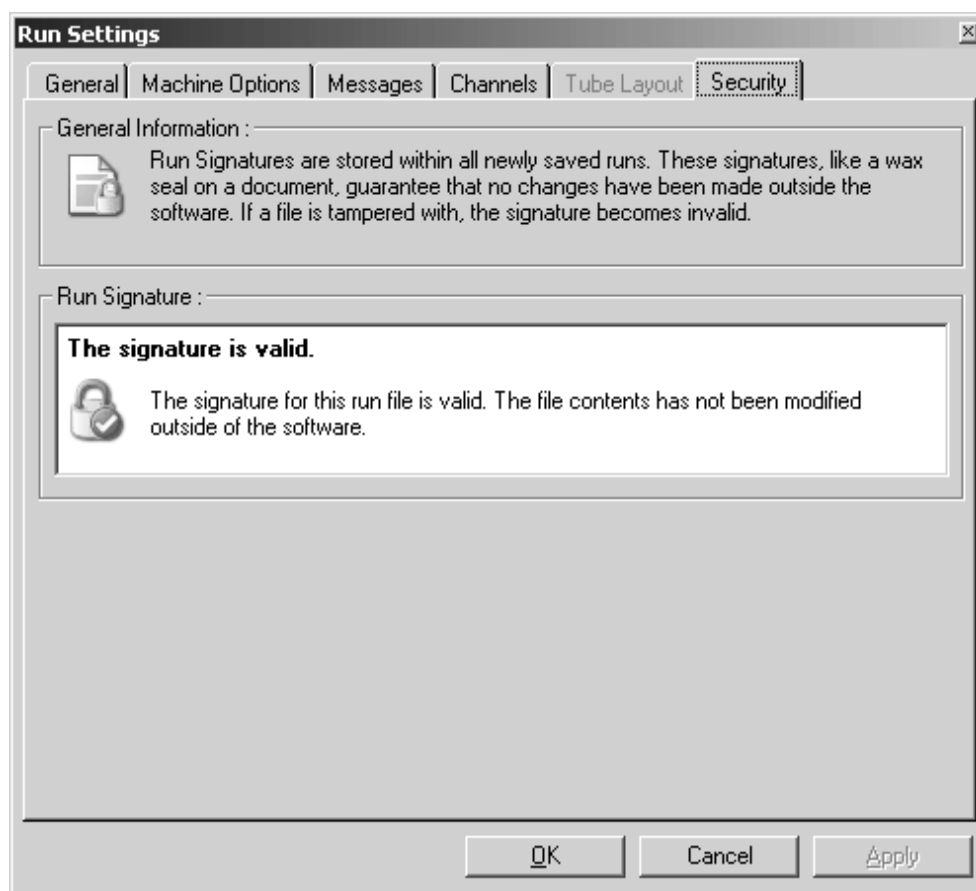 Run Settings
General Machine Options Messages Channels Tube Layout Security
General Information :
Run Signatures are stored within all newly saved runs. These signatures, like a wax
seal on a document, guarantee that no changes have been made outside the
software. If a file is tampered with, the signature becomes invalid.
Run Signature :
The signature is valid.
The signature for this run file is valid. The file contents has not been modified
outside of the software.
OK Cancel Apply